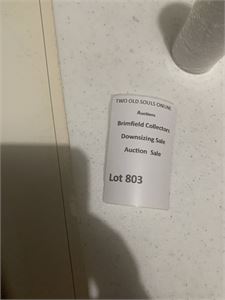 TWO OLD SOULS ONLINE
Auctions
Brimfield Collectors
Downsizing Sale
Auction Sale
Lot 803